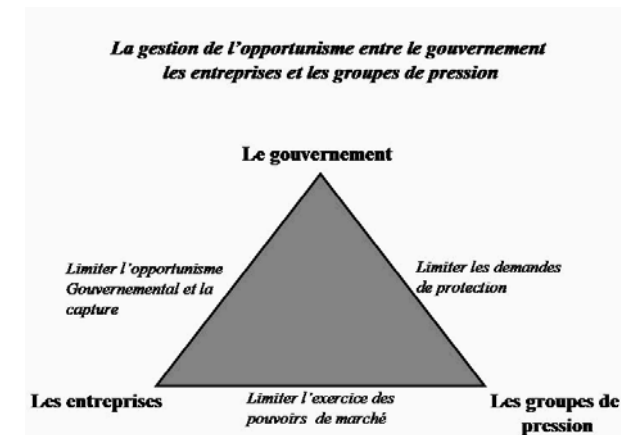 La gestion de l'opportunisme entre le gouvernement
les entreprises et les groupes de pression
Le gouvernement
Limiter l'opportunisme
Gouvernemental et la
capture
Limiter les demandes
de protection
Les entreprises
Limiter l'exercice des
pouvoirs de marché
Les groupes de
pression